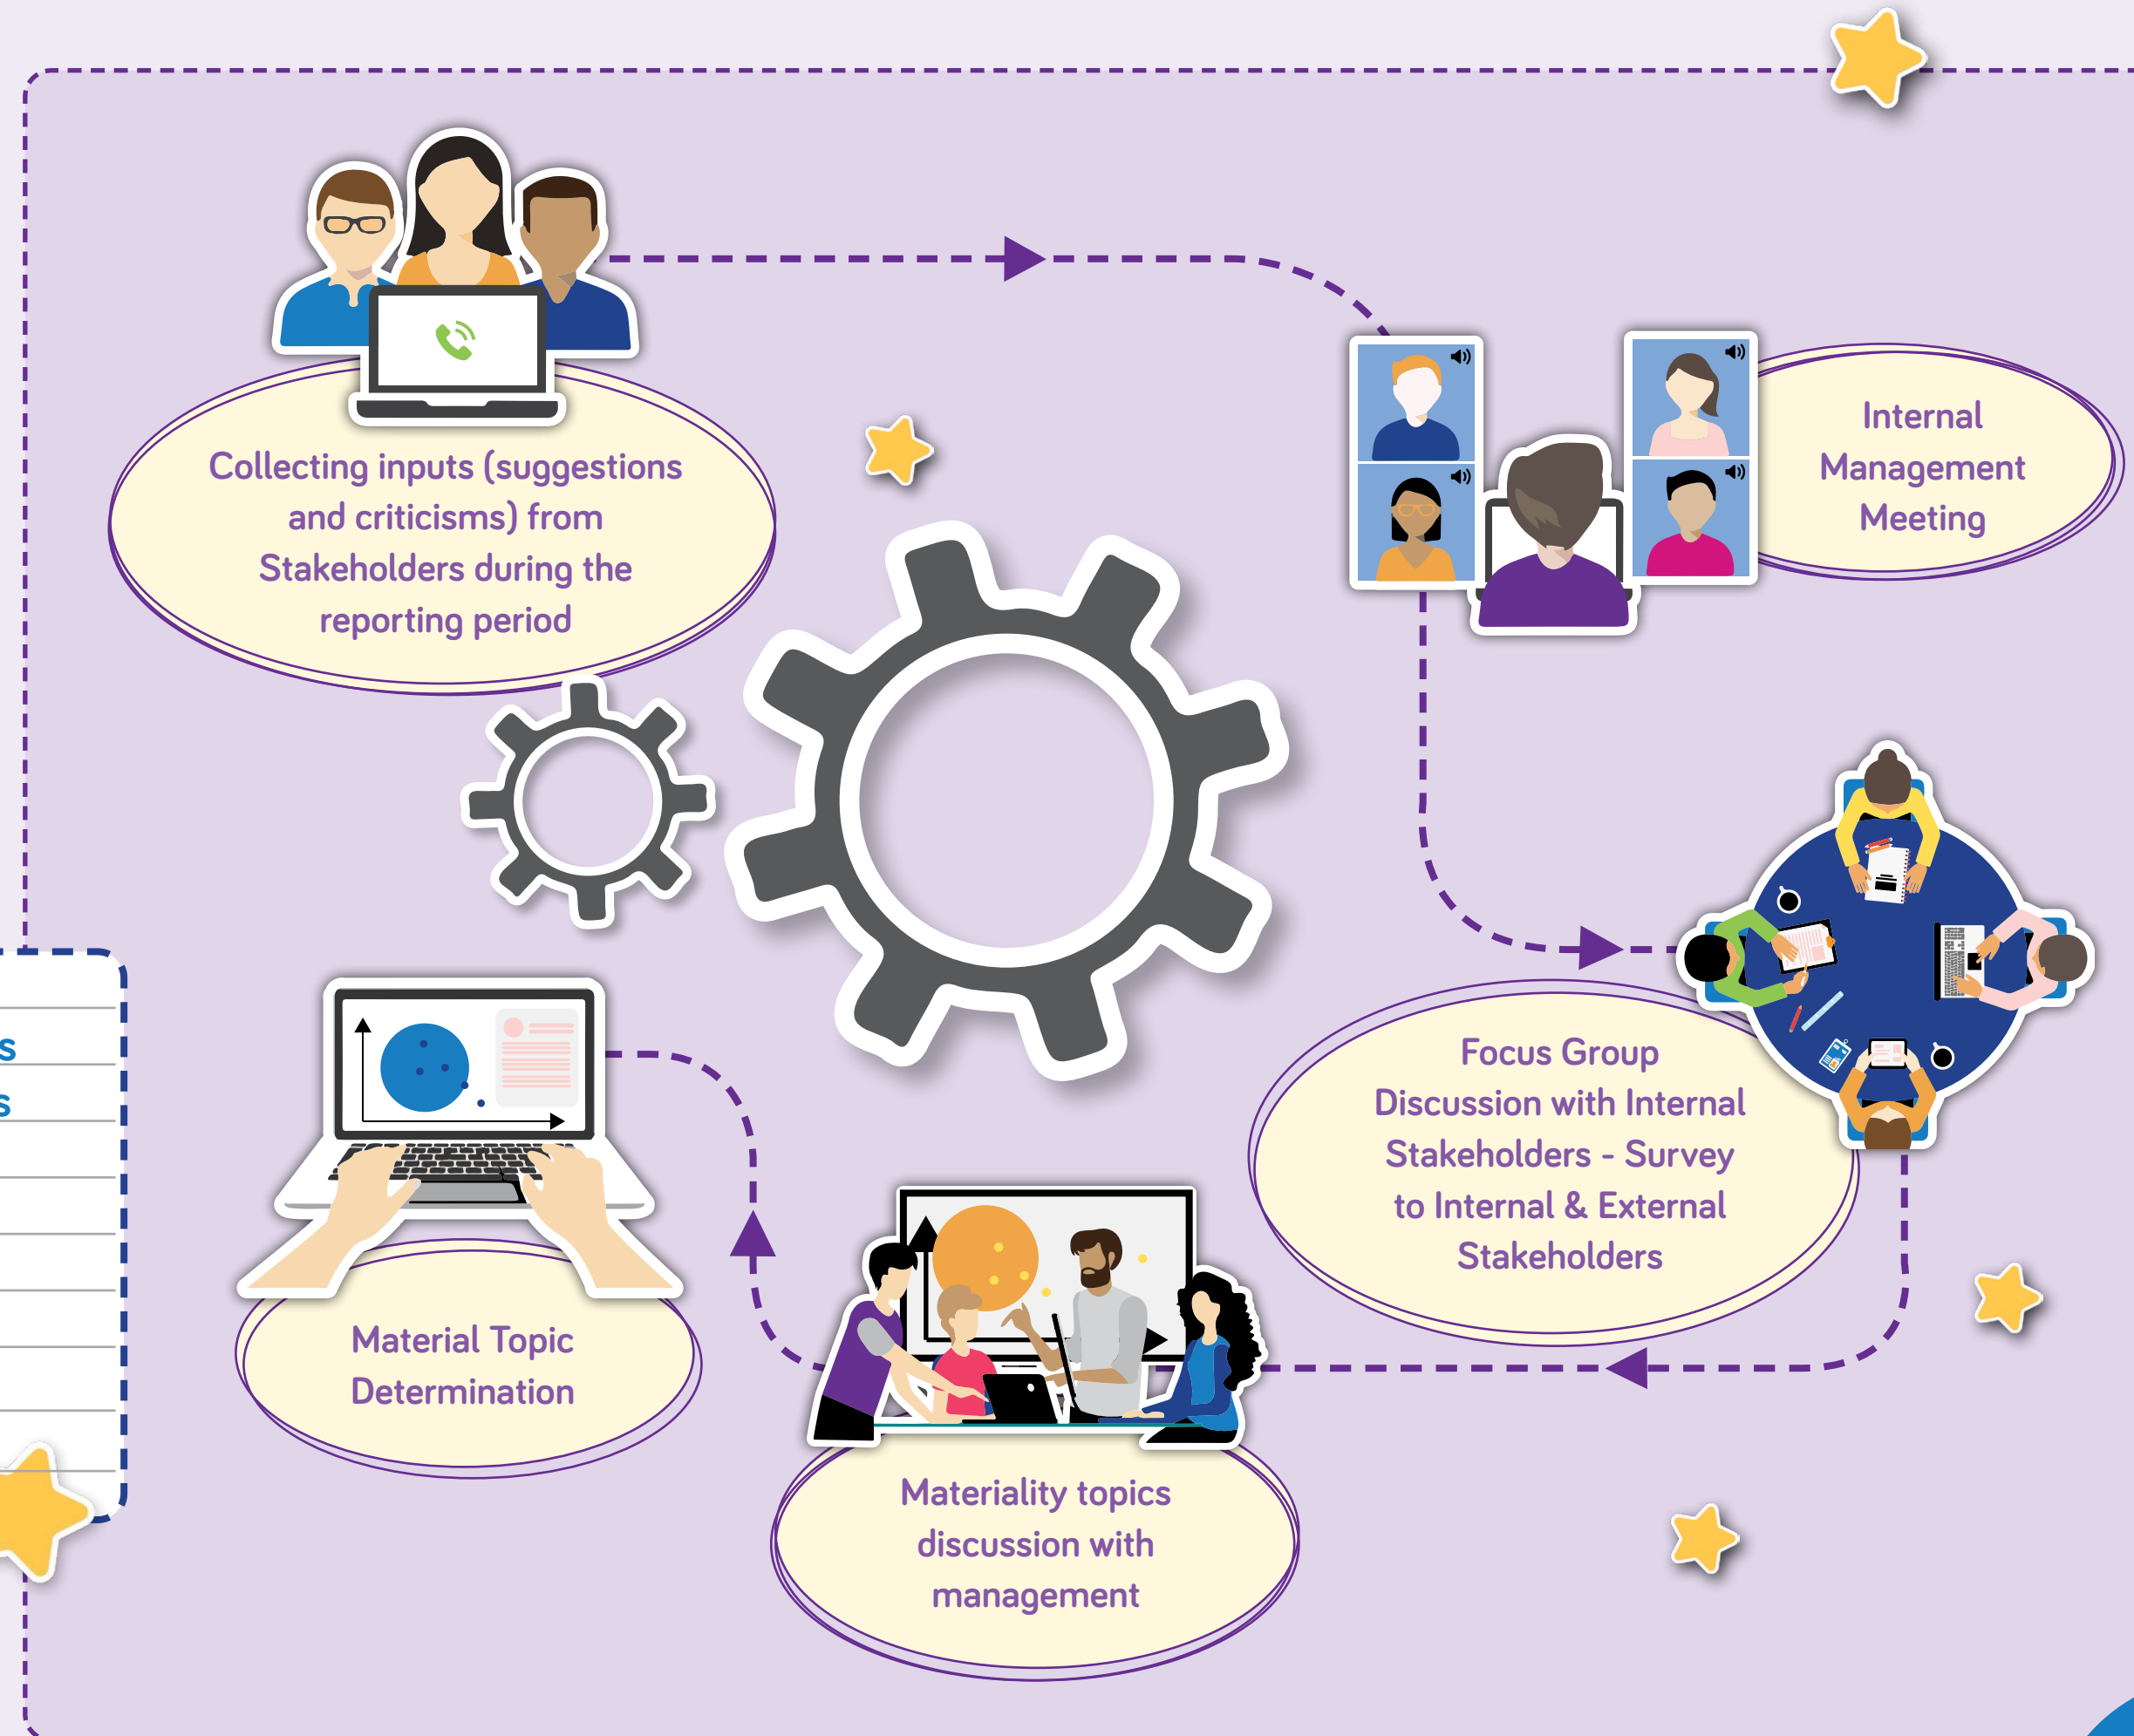 Collecting inputs (suggestions
and criticisms) from
Stakeholders during the
reporting period
Internal
Management
Meeting
Focus Group
Discussion with Internal
Stakeholders - Survey
to Internal & External
Stakeholders
Materiality topics
discussion with
management
Material Topic
Determination
s
s